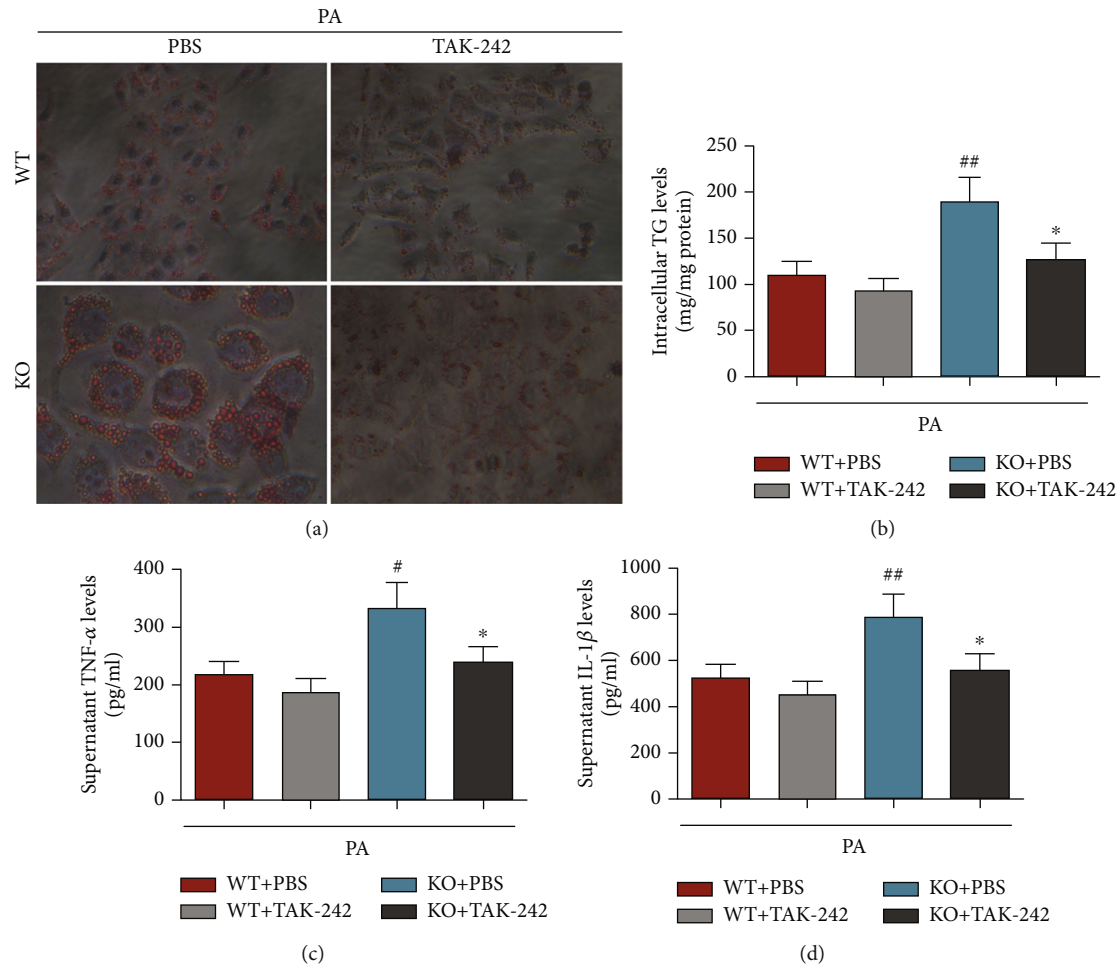 PA
PBS TAK-242
WT
KO
(a)
Intracellular TG levels
(mg/mg protein)
250
200
150
100
50
0
##
*
PA
WT+PBS KO+PBS
WT+TAK-242 KO+TAK-242
(b)
Supernatant TNF-α levels
(pg/ml)
400
300
200
100
0
#
*
PA
WT+PBS KO+PBS
WT+TAK-242 KO+TAK-242
(c)
Supernatant IL-1β levels
(pg/ml)
1000
800
600
400
200
0
##
*
PA
WT+PBS KO+PBS
WT+TAK-242 KO+TAK-242
(d)